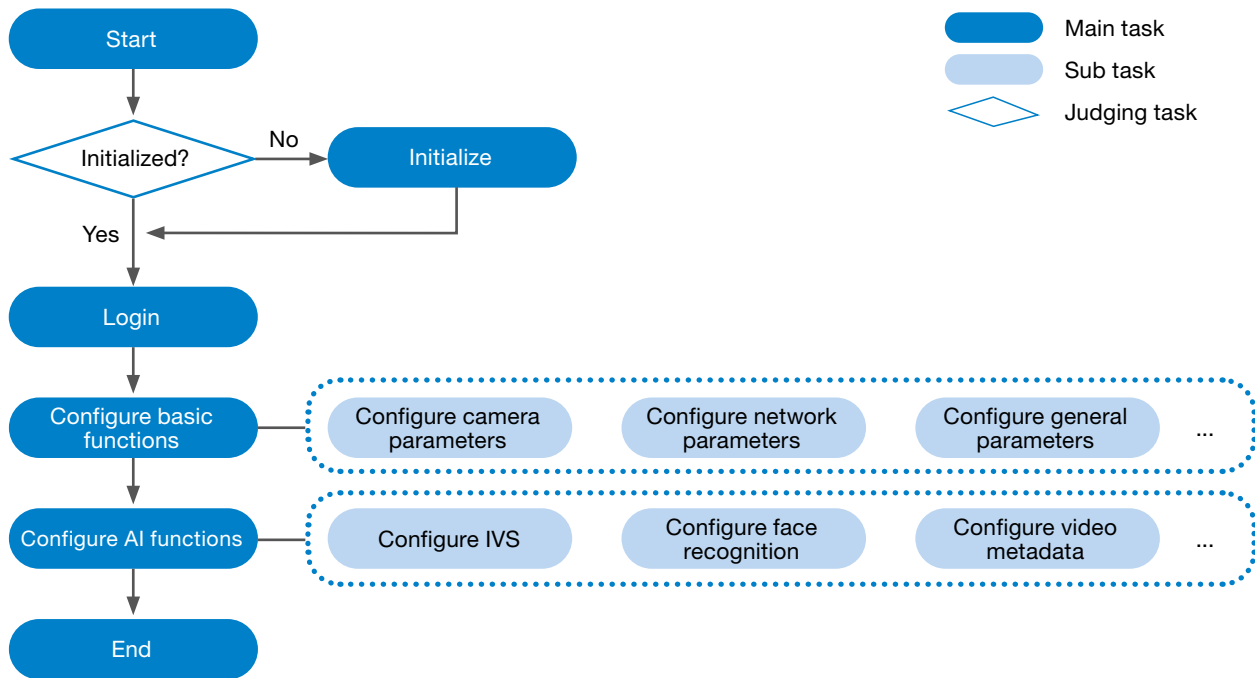 Start
Main task
Sub task
Judging task
Initialized?
No
Initialize
Yes
Login
Configure basic
functions
Configure camera
parameters
Configure network
parameters
Configure general
parameters
...
Configure AI functions
Configure IVS
Configure face
recognition
Configure video
metadata
...
End